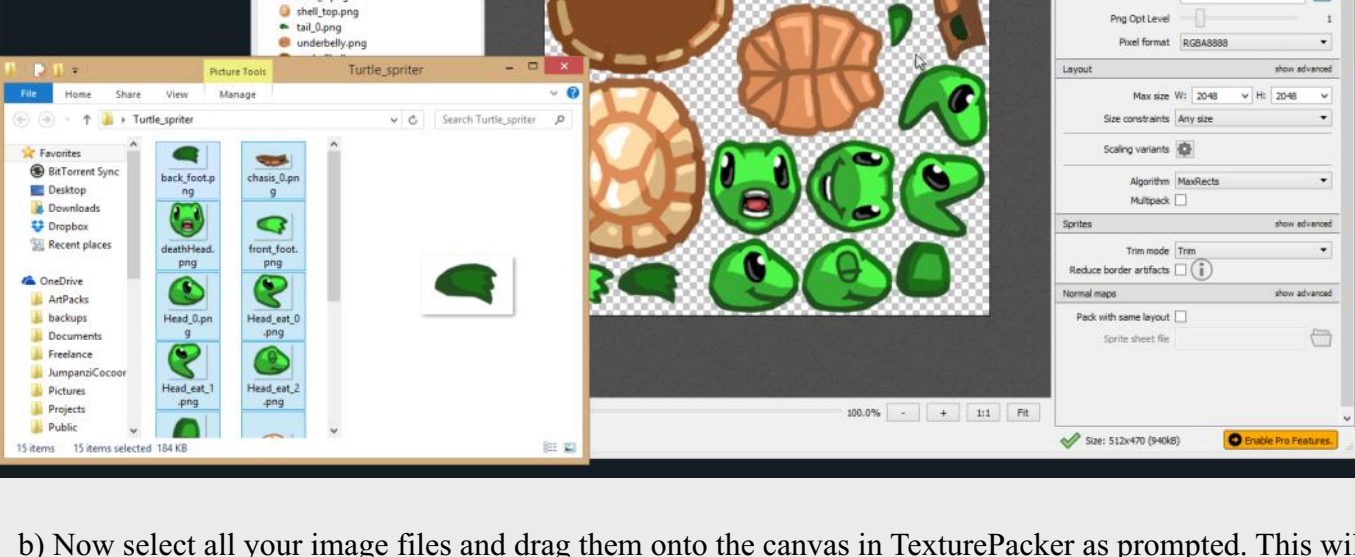 shell_top.png
tail_0.png
underbelly.png
Png Opt Level 1
Pixel format RGBA8888
Layout show advanced
Max size W: 2048 H: 2048
Size constraints Any size
Scaling variants
Algorithm MaxRects
Multipack
Sprites show advanced
Trim mode Trim
Reduce border artifacts
Normal maps show advanced
Pack with same layout
Sprite sheet file
100.0% - + 1:1 Fit
Size: 512x470 (940kB) Enable Pro Features.
Picture Tools Turtle_spriter
File Home Share View Manage
Turtle_spriter Search Turtle_spriter
Favorites
BitTorrent Sync
Desktop
Downloads
Dropbox
Recent places
OneDrive
ArtPacks
backups
Documents
Freelance
JumpanziCocoor
Pictures
Projects
Public
back_foot.p
ng
chasis_0.pn
g
deathHead.
png
front_foot.
png
Head_0.pn
g
Head_eat_0
.png
Head_eat_1
.png
Head_eat_2
.png
15 items 15 items selected 184 KB
b) Now select all your image files and drag them onto the canvas in TexturePacker as prompted. This wil